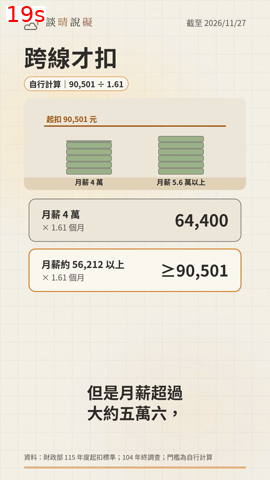 19s
談晴說礙
截至 2026/11/27
跨線才扣
自行計算｜90,501 ÷ 1.61
起扣 90,501 元
月薪 4 萬
月薪 5.6 萬以上
月薪 4 萬
× 1.61 個月
64,400
月薪約 56,212 以上
× 1.61 個月
≥90,501
但是月薪超過
大約五萬六，
資料：財政部 115 年度起扣標準；104 年終調查；門檻為自行計算